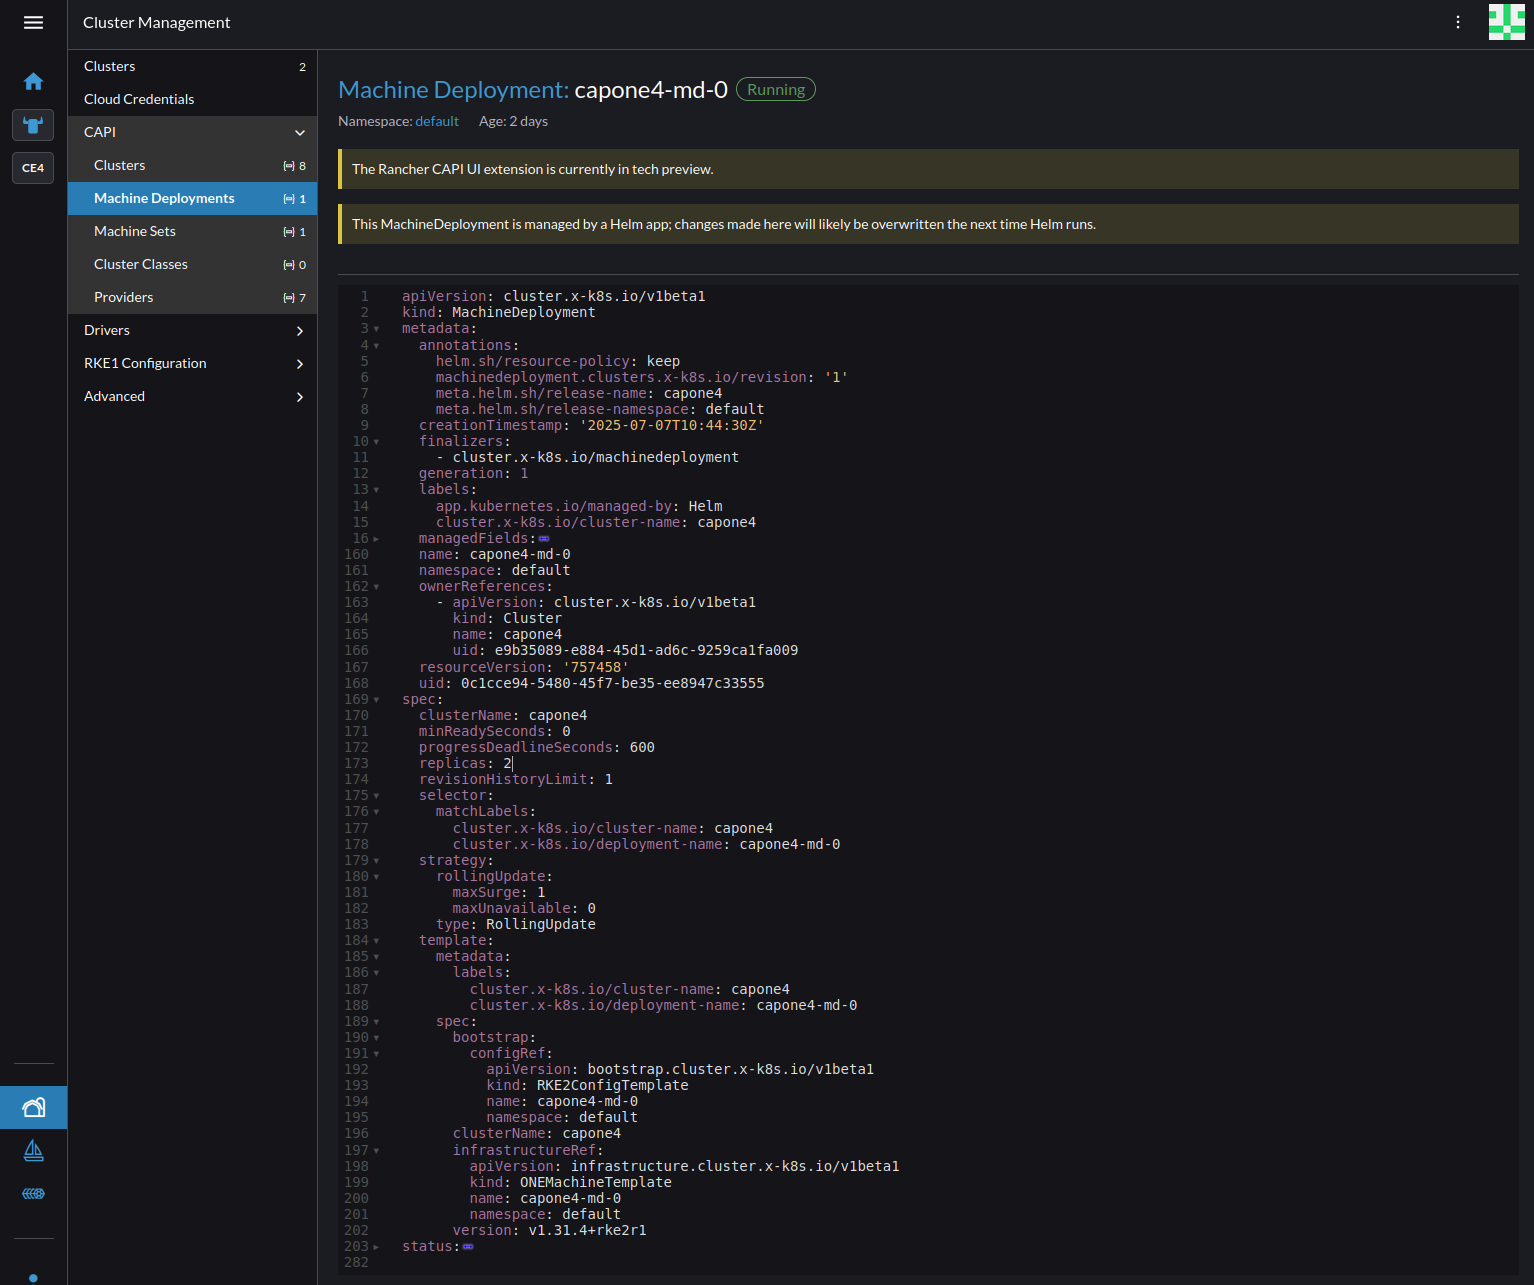 Cluster Management
CE4
Clusters 2
Cloud Credentials
CAPI
Clusters 8
Machine Deployments 1
Machine Sets 1
Cluster Classes 0
Providers 7
Drivers
RKE1 Configuration
Advanced
Machine Deployment: capone4-md-0 Running
Namespace: default Age: 2 days
The Rancher CAPI UI extension is currently in tech preview.
This MachineDeployment is managed by a Helm app; changes made here will likely be overwritten the next time Helm runs.
1 apiVersion: cluster.x-k8s.io/v1beta1
2 kind: MachineDeployment
3 metadata:
4 annotations:
5 helm.sh/resource-policy: keep
6 machinedeployment.clusters.x-k8s.io/revision: '1'
7 meta.helm.sh/release-name: capone4
8 meta.helm.sh/release-namespace: default
9 creationTimestamp: '2025-07-07T10:44:30Z'
10 finalizers:
11 - cluster.x-k8s.io/machinedeployment
12 generation: 1
13 labels:
14 app.kubernetes.io/managed-by: Helm
15 cluster.x-k8s.io/cluster-name: capone4
16 managedFields:
160 name: capone4-md-0
161 namespace: default
162 ownerReferences:
163 - apiVersion: cluster.x-k8s.io/v1beta1
164 kind: Cluster
165 name: capone4
166 uid: e9b35089-e884-45d1-ad6c-9259ca1fa009
167 resourceVersion: '757458'
168 uid: 0c1cce94-5480-45f7-be35-ee8947c33555
169 spec:
170 clusterName: capone4
171 minReadySeconds: 0
172 progressDeadlineSeconds: 600
173 replicas: 2
174 revisionHistoryLimit: 1
175 selector:
176 matchLabels:
177 cluster.x-k8s.io/cluster-name: capone4
178 cluster.x-k8s.io/deployment-name: capone4-md-0
179 strategy:
180 rollingUpdate:
181 maxSurge: 1
182 maxUnavailable: 0
183 type: RollingUpdate
184 template:
185 metadata:
186 labels:
187 cluster.x-k8s.io/cluster-name: capone4
188 cluster.x-k8s.io/deployment-name: capone4-md-0
189 spec:
190 bootstrap:
191 configRef:
192 apiVersion: bootstrap.cluster.x-k8s.io/v1beta1
193 kind: RKE2ConfigTemplate
194 name: capone4-md-0
195 namespace: default
196 clusterName: capone4
197 infrastructureRef:
198 apiVersion: infrastructure.cluster.x-k8s.io/v1beta1
199 kind: ONEMachineTemplate
200 name: capone4-md-0
201 namespace: default
202 version: v1.31.4+rke2r1
203 status:
282